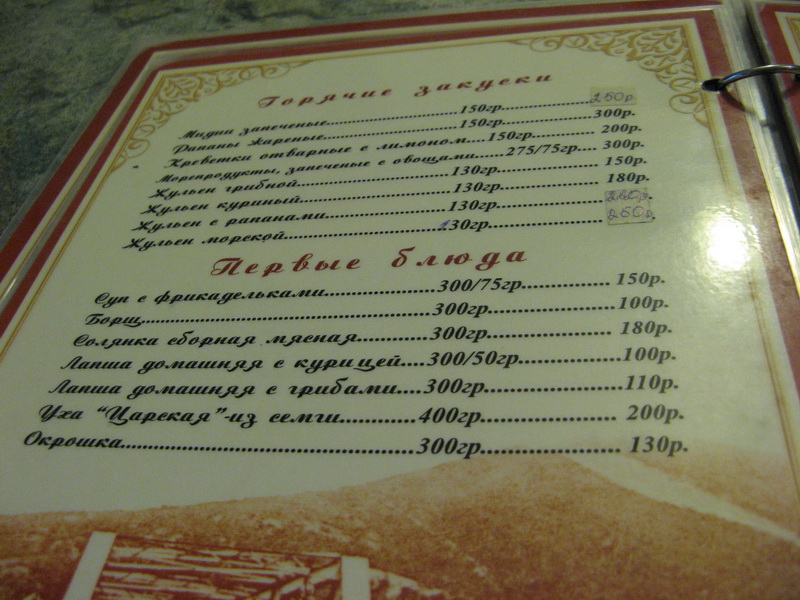 Горячие закуски
Мидии запеченые......150гр......250р.
Рапаны жареные......150гр......300р.
Креветки отварные с лимоном....150гр......200р.
Морепродукты, запеченые с овощами......275/75гр.... 300р.
Жульен грибной......130гр......150р.
Жульен куриный......130гр...... 180р.
Жульен с рапанами......130гр......220р.
Жульен морской......130гр......250р.
Первые блюда
Суп с фрикадельками......300/75гр...... 150р.
Борщ......300гр......100р.
Солянка сборная мясная......300гр...... 180р.
Лапша домашняя с курицей....300/50гр......100р.
Лапша домашняя с грибами....300гр......110р.
Уха “Царская”-из семги......400гр...... 200р.
Окрошка......300гр...... 130р.